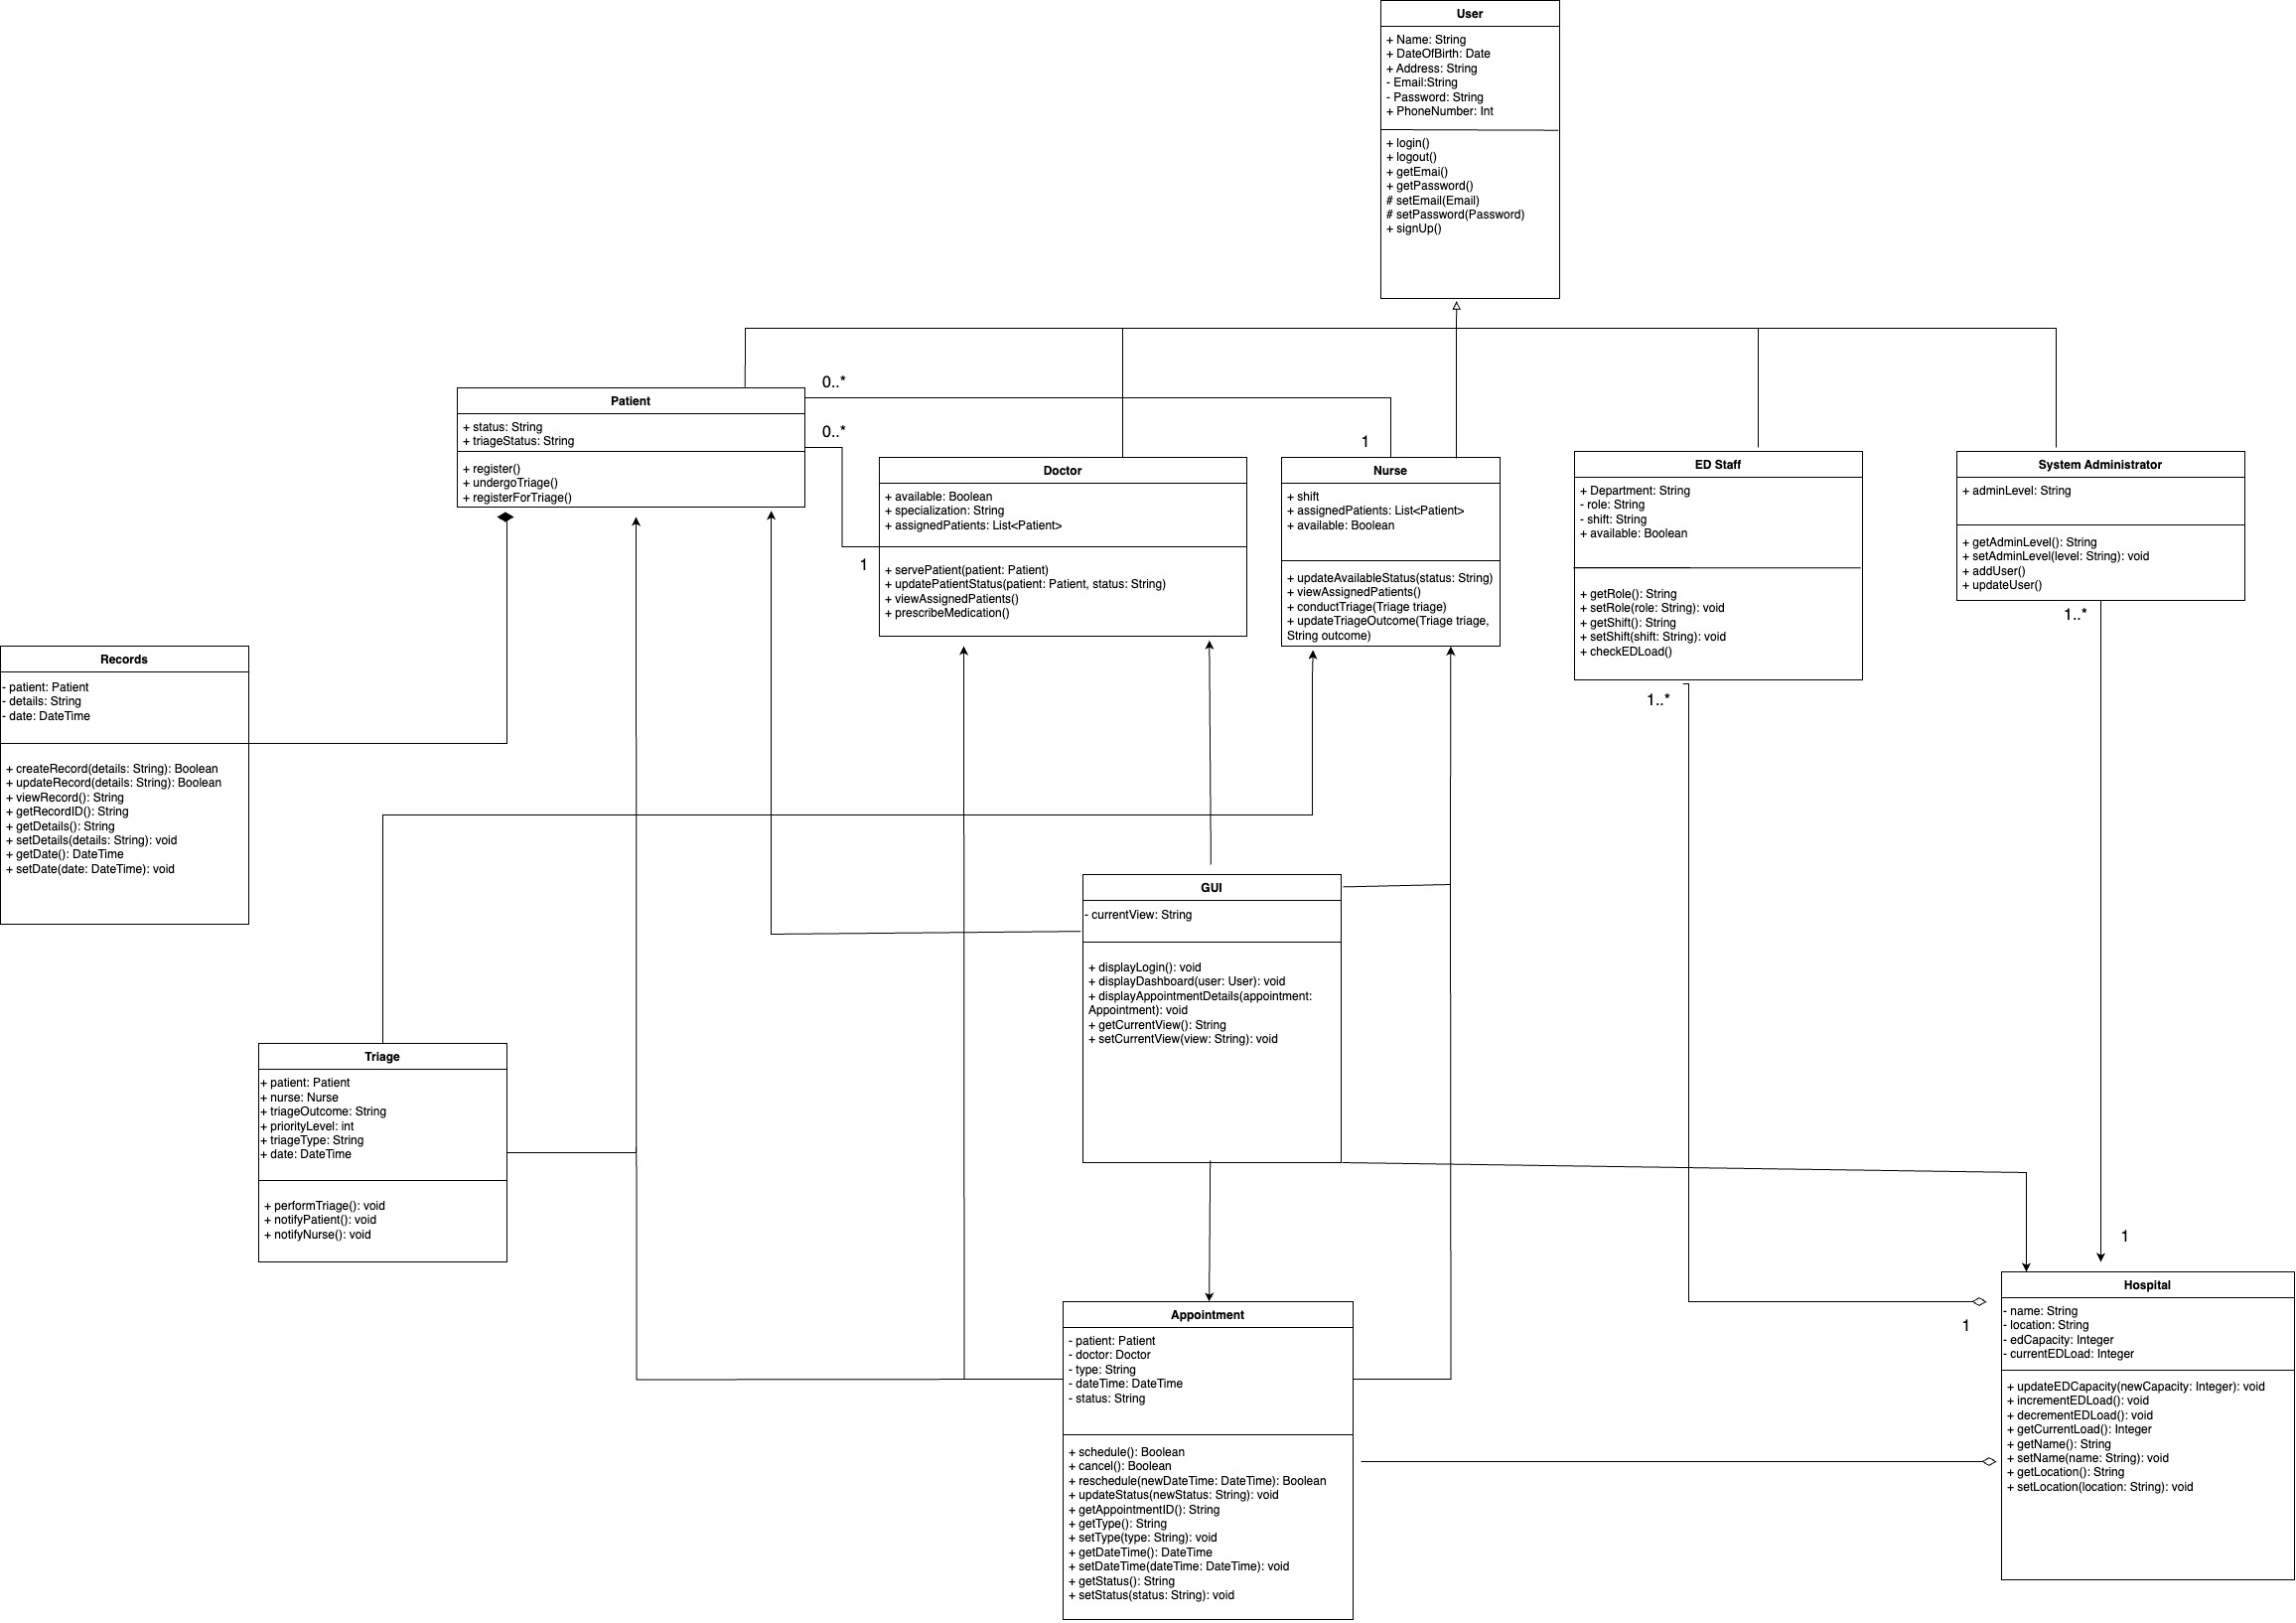 User
+ Name: String
+ DateOfBirth: Date
+ Address: String
- Email:String
- Password: String
+ PhoneNumber: Int
+ login()
+ logout()
+ getEmai()
+ getPassword()
# setEmail(Email)
# setPassword(Password)
+ signUp()
0..*
Patient
+ status: String
+ triageStatus: String
+ register()
+ undergoTriage()
+ registerForTriage()
0..*
1
1
Doctor
+ available: Boolean
+ specialization: String
+ assignedPatients: List<Patient>
+ servePatient(patient: Patient)
+ updatePatientStatus(patient: Patient, status: String)
+ viewAssignedPatients()
+ prescribeMedication()
Nurse
+ shift
+ assignedPatients: List<Patient>
+ available: Boolean
+ updateAvailableStatus(status: String)
+ viewAssignedPatients()
+ conductTriage(Triage triage)
+ updateTriageOutcome(Triage triage,
String outcome)
ED Staff
+ Department: String
- role: String
- shift: String
+ available: Boolean
+ getRole(): String
+ setRole(role: String): void
+ getShift(): String
+ setShift(shift: String): void
+ checkEDLoad()
1..*
System Administrator
+ adminLevel: String
+ getAdminLevel(): String
+ setAdminLevel(level: String): void
+ addUser()
+ updateUser()
1..*
Records
- patient: Patient
- details: String
- date: DateTime
+ createRecord(details: String): Boolean
+ updateRecord(details: String): Boolean
+ viewRecord(): String
+ getRecordID(): String
+ getDetails(): String
+ setDetails(details: String): void
+ getDate(): DateTime
+ setDate(date: DateTime): void
GUI
- currentView: String
+ displayLogin(): void
+ displayDashboard(user: User): void
+ displayAppointmentDetails(appointment:
Appointment): void
+ getCurrentView(): String
+ setCurrentView(view: String): void
Triage
+ patient: Patient
+ nurse: Nurse
+ triageOutcome: String
+ priorityLevel: int
+ triageType: String
+ date: DateTime
+ performTriage(): void
+ notifyPatient(): void
+ notifyNurse(): void
1
1
Hospital
- name: String
- location: String
- edCapacity: Integer
- currentEDLoad: Integer
+ updateEDCapacity(newCapacity: Integer): void
+ incrementEDLoad(): void
+ decrementEDLoad(): void
+ getCurrentLoad(): Integer
+ getName(): String
+ setName(name: String): void
+ getLocation(): String
+ setLocation(location: String): void
Appointment
- patient: Patient
- doctor: Doctor
- type: String
- dateTime: DateTime
- status: String
+ schedule(): Boolean
+ cancel(): Boolean
+ reschedule(newDateTime: DateTime): Boolean
+ updateStatus(newStatus: String): void
+ getAppointmentID(): String
+ getType(): String
+ setType(type: String): void
+ getDateTime(): DateTime
+ setDateTime(dateTime: DateTime): void
+ getStatus(): String
+ setStatus(status: String): void